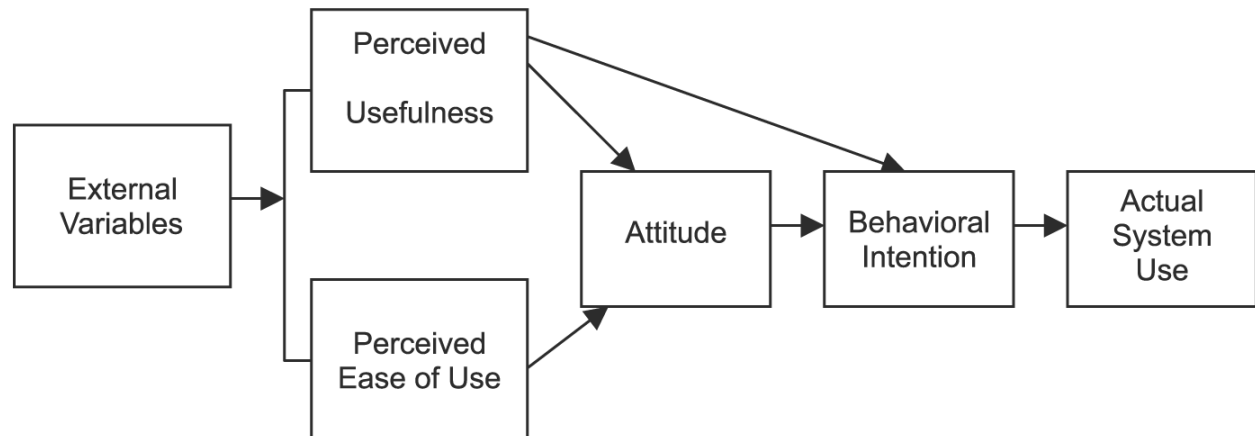 Perceived
Usefulness
External
Variables
Attitude
Behavioral
Intention
Actual
System
Use
Perceived
Ease of Use